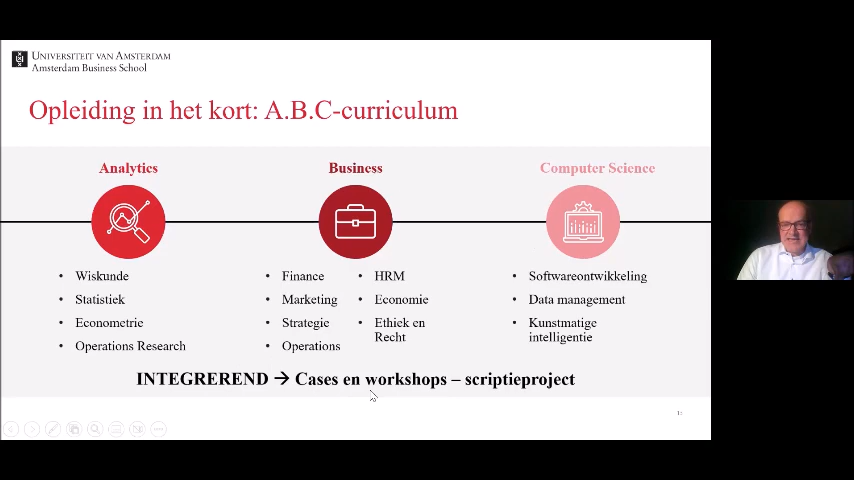 UNIVERSITEIT VAN AMSTERDAM
Amsterdam Business School
Opleiding in het kort: A.B.C-curriculum
Analytics
Wiskunde
Statistiek
Econometrie
Operations Research
Business
Finance
Marketing
Strategie
Operations
HRM
Economie
Ethiek en
Recht
Computer Science
Softwareontwikkeling
Data management
Kunstmatige
intelligentie
INTEGREREND → Cases en workshops – scriptieproject